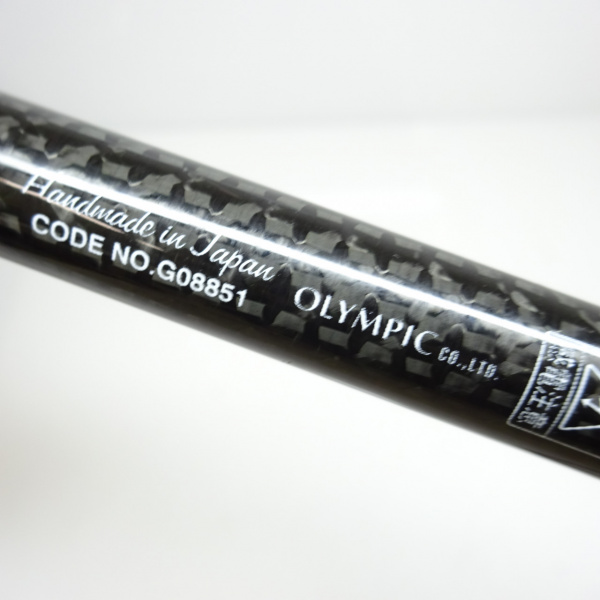 Handmade in Japan
CODE NO.G08851
OLYMPIC CO.,LTD.